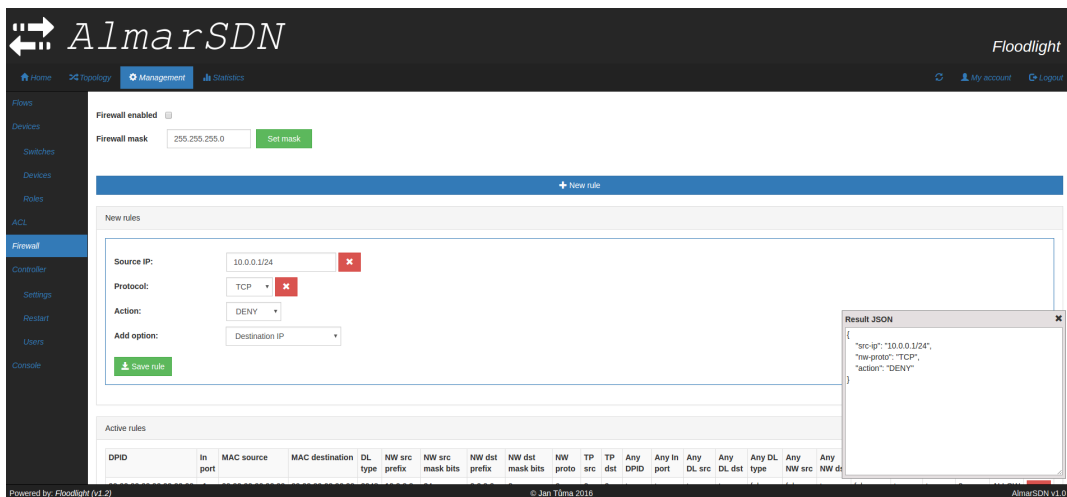 AlmarSDN
Floodlight
Home Topology Management Statistics My account Logout
Flows
Devices
Switches
Devices
Roles
ACL
Firewall
Controller
Settings
Restart
Users
Console
Firewall enabled
Firewall mask 255.255.255.0 Set mask
New rule
New rules
Source IP: 10.0.0.1/24
Protocol: TCP
Action: DENY
Add option: Destination IP
Save rule
Result JSON
{
"src-ip": "10.0.0.1/24",
"nw-proto": "TCP",
"action": "DENY"
}
Active rules
DPID In port MAC source MAC destination DL type NW src prefix NW src mask bits NW dst prefix NW dst mask bits NW proto TP src TP dst Any DPID Any In port Any DL src Any DL dst Any DL type Any NW src Any
Powered by: Floodlight (v1.2) © Jan Tůma 2016 AlmarSDN v1.0